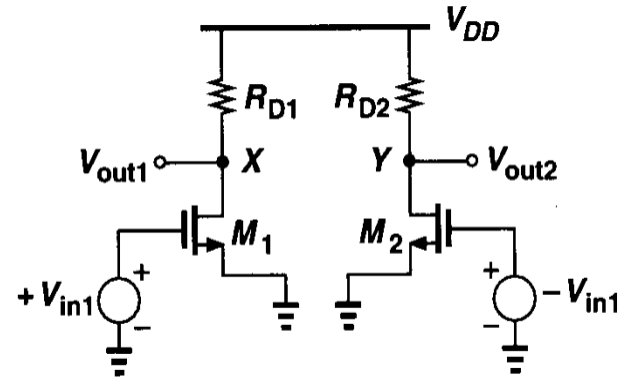 V_DD
R_D1 R_D2
V_out1 X Y V_out2
M_1 M_2
+V_in1 + − + − −V_in1